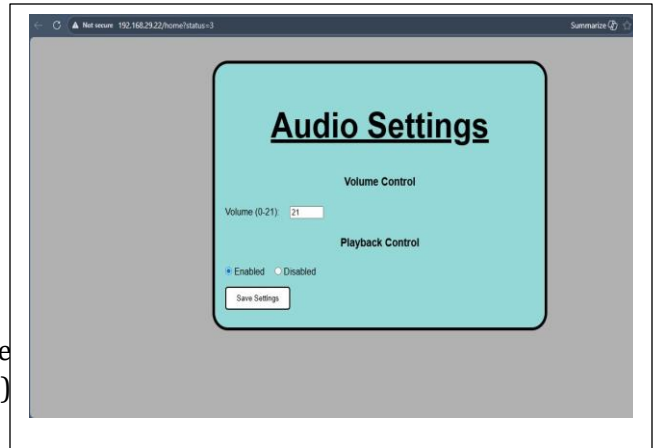 Not secure 192.168.29.22/home?status=3 Summarize
Audio Settings
Volume Control
Volume (0-21): 21
Playback Control
Enabled Disabled
Save Settings
e
)